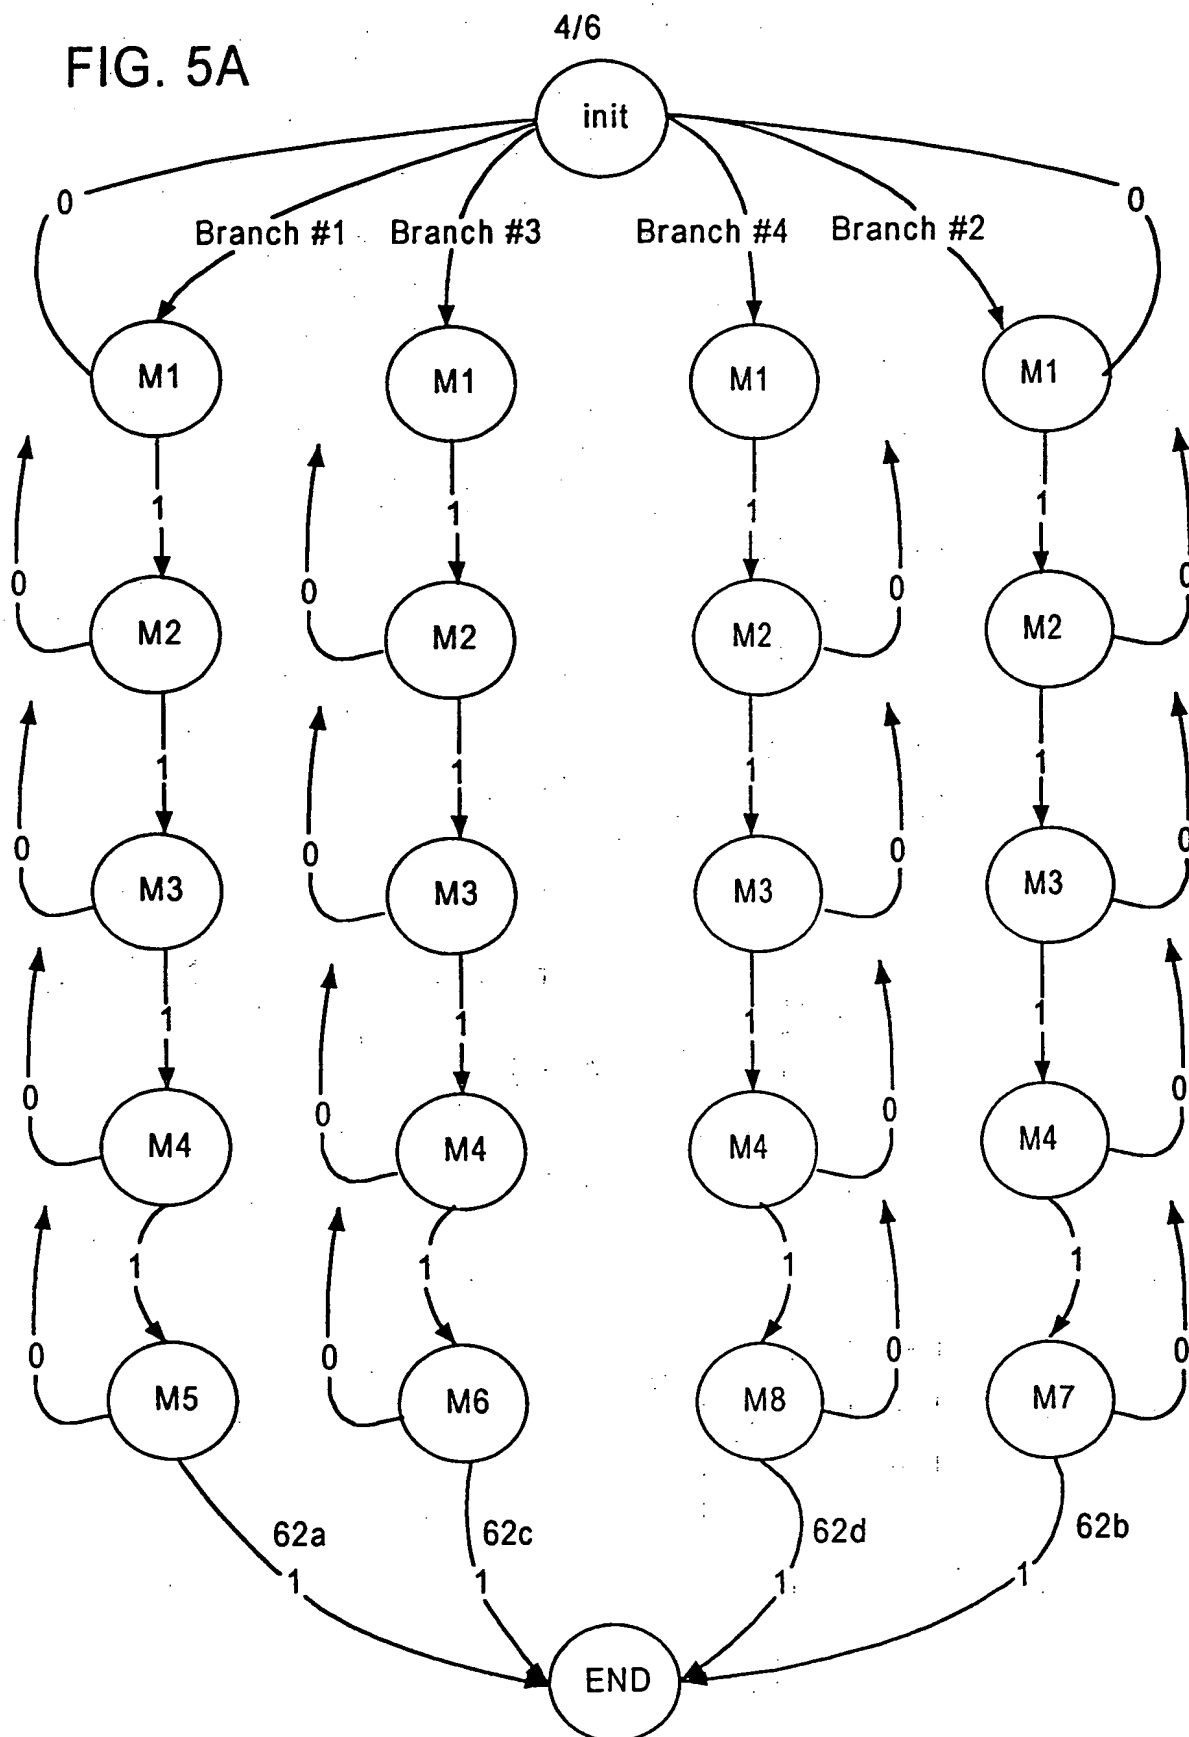 4/6
FIG. 5A
init
0 0
Branch #1 Branch #3 Branch #4 Branch #2
M1 M1 M1 M1
1 1 1 1
0 0 0 0
M2 M2 M2 M2
1 1 1 1
0 0 0 0
M3 M3 M3 M3
1 1 1 1
0 0 0 0
M4 M4 M4 M4
1 1 1 1
0 0 0 0
M5 M6 M8 M7
62a 62c 62d 62b
1 1 1 1
END